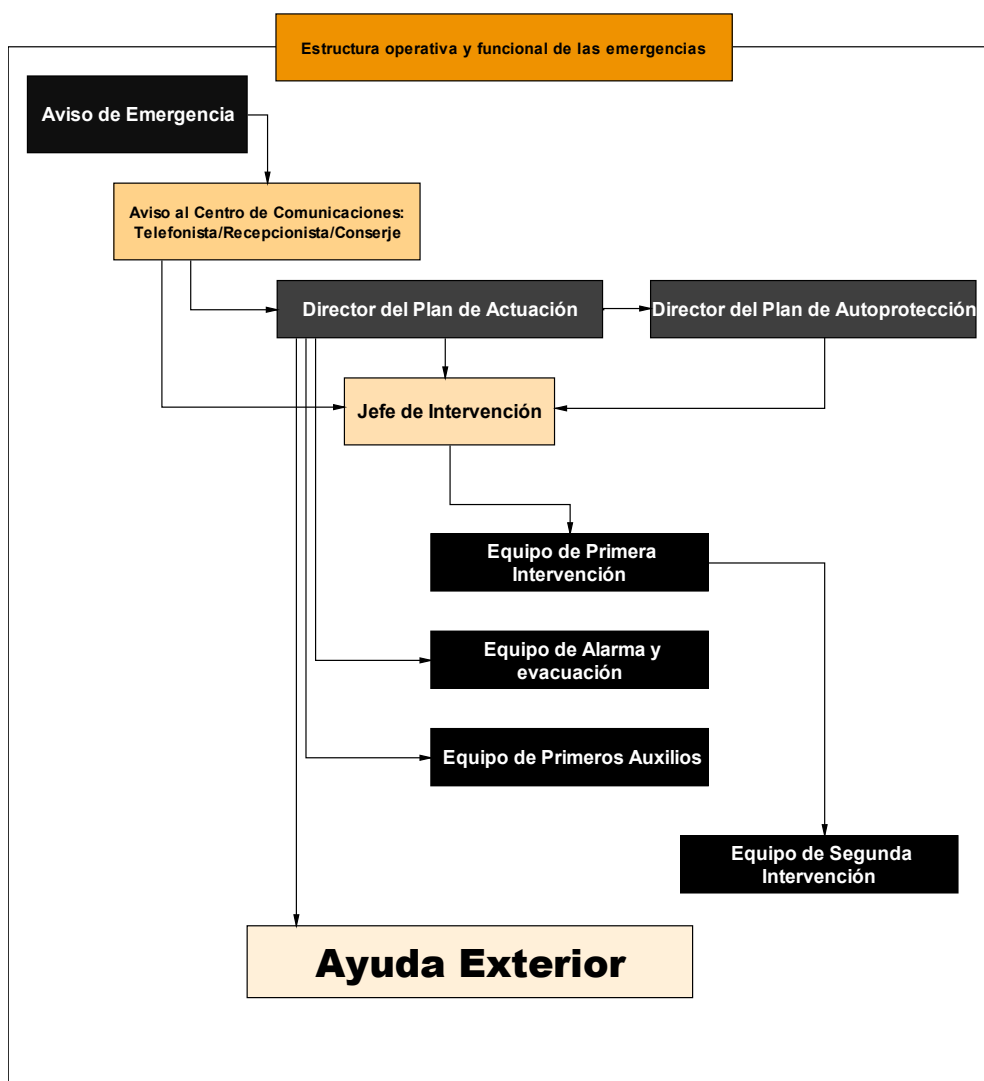 Estructura operativa y funcional de las emergencias
Aviso de Emergencia
Aviso al Centro de Comunicaciones:
Telefonista/Recepcionista/Conserje
Director del Plan de Actuación
Director del Plan de Autoprotección
Jefe de Intervención
Equipo de Primera
Intervención
Equipo de Alarma y
evacuación
Equipo de Primeros Auxilios
Equipo de Segunda
Intervención
Ayuda Exterior